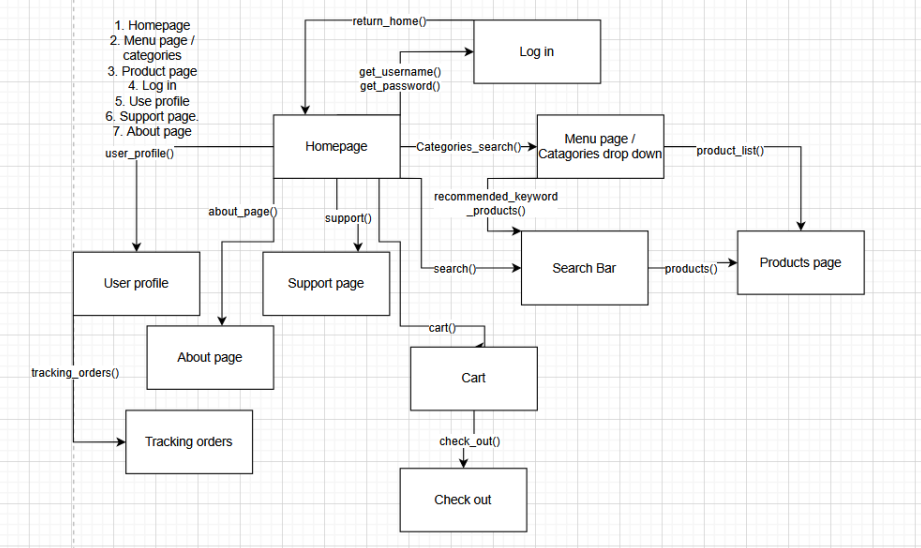 1. Homepage
2. Menu page /
categories
3. Product page
4. Log in
5. Use profile
6. Support page.
7. About page
return_home()
Log in
get_username()
get_password()
Homepage
Categories_search()
Menu page /
Catagories drop down
product_list()
user_profile()
recommended_keyword
_products()
about_page()
support()
User profile
Support page
search()
Search Bar
products()
Products page
cart()
About page
tracking_orders()
Cart
Tracking orders
check_out()
Check out